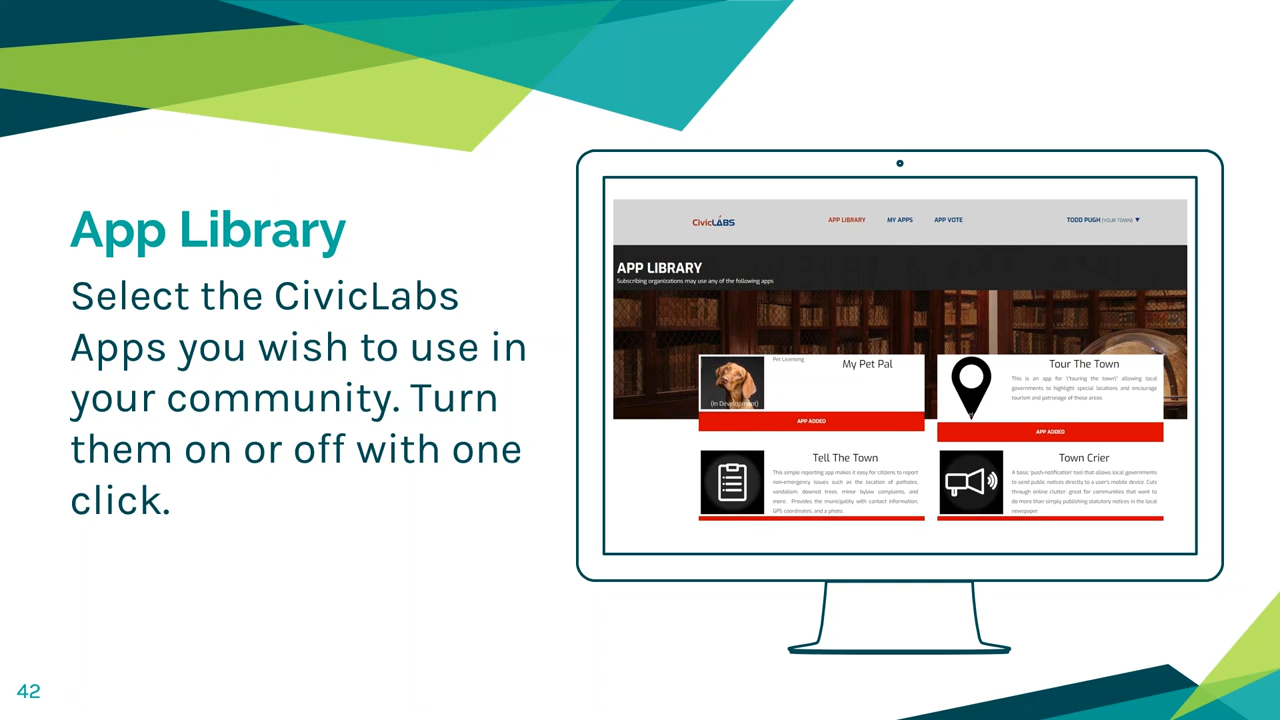 App Library
Select the CivicLabs
Apps you wish to use in
your community. Turn
them on or off with one
click.
CivicLABS
APP LIBRARY
MY APPS
APP VOTE
TODD PUGH (YOUR TOWN) ▼
APP LIBRARY
Subscribing organizations may use any of the following apps
Pet Licensing
My Pet Pal
(In Development)
APP ADDED
Tour The Town
This is an app for \"touring the town\" allowing local
governments to highlight special locations and encourage
tourism and patronage of those areas.
APP ADDED
Tell The Town
This simple reporting app makes it easy for citizens to report
non-emergency issues such as the location of potholes,
vandalism, downed trees, minor bylaw complaints, and
more. Provides the municipality with contact information,
GPS coordinates, and a photo.
Town Crier
A basic 'push-notification' tool that allows local governments
to send public notices directly to a user's mobile device. Cuts
through online clutter; great for communities that want to
do more than simply publishing statutory notices in the local
newspaper
42